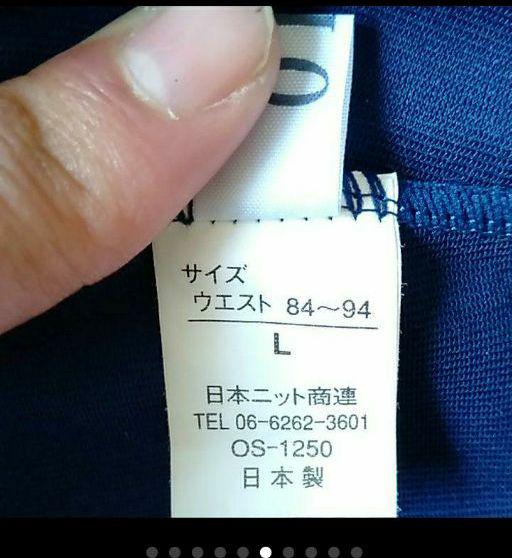 サイズ
ウエスト 84〜94
L
日本ニット商連
TEL 06-6262-3601
OS-1250
日本製